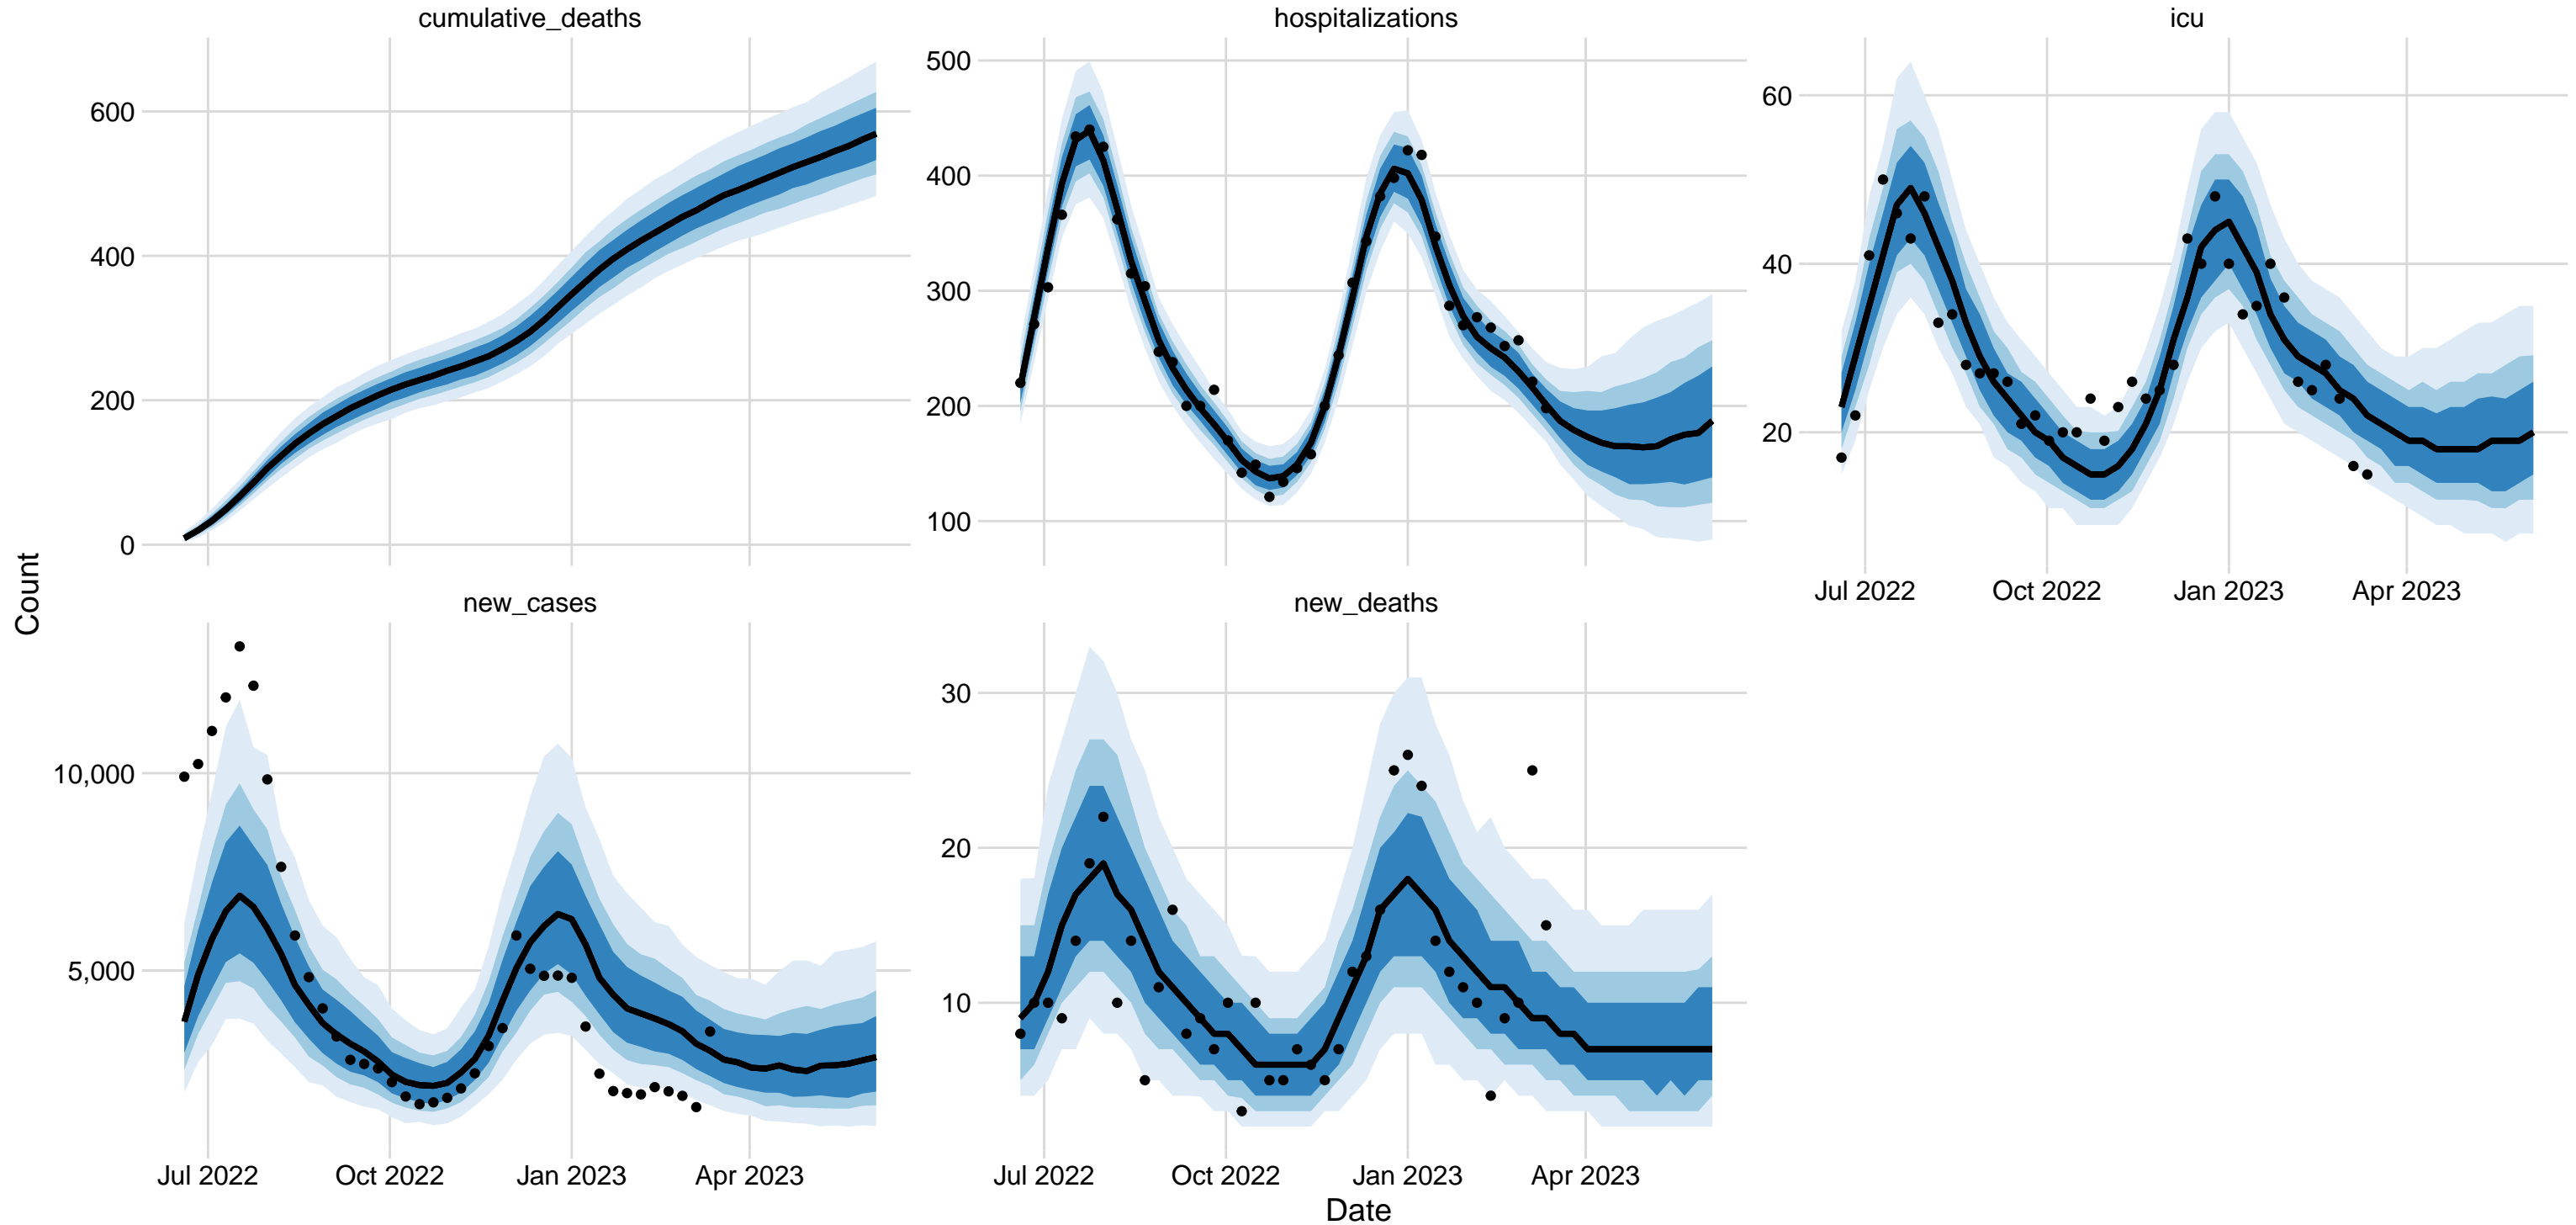 cumulative_deaths
600
400
200
0
hospitalizations
500
400
300
200
100
icu
60
40
20
Jul 2022 Oct 2022 Jan 2023 Apr 2023
Count
new_cases
10,000
5,000
Jul 2022 Oct 2022 Jan 2023 Apr 2023
new_deaths
30
20
10
Jul 2022 Oct 2022 Jan 2023 Apr 2023
Date